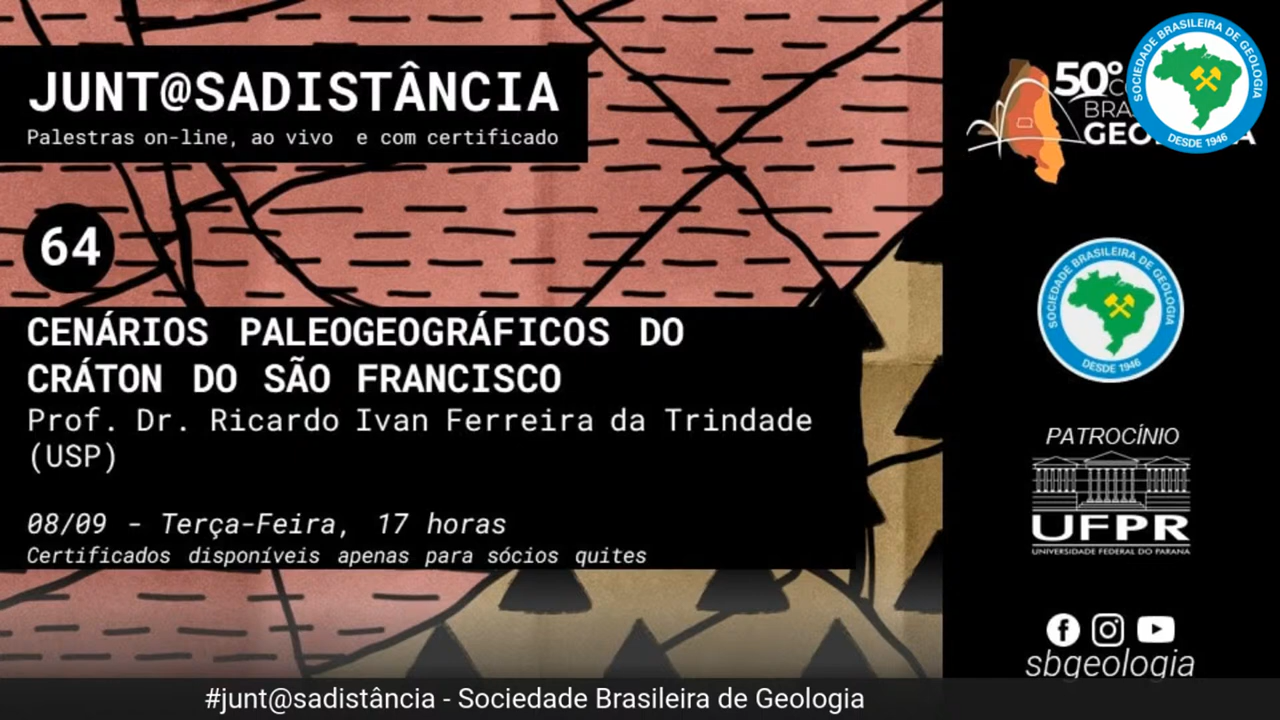 JUNT@SADISTÂNCIA
Palestras on-line, ao vivo e com certificado
64
CENÁRIOS PALEOGEOGRÁFICOS DO
CRÁTON DO SÃO FRANCISCO
Prof. Dr. Ricardo Ivan Ferreira da Trindade
(USP)
08/09 - Terça-Feira, 17 horas
Certificados disponíveis apenas para sócios quites
50º
SOCIEDADE BRASILEIRA DE GEOLOGIA
DESDE 1946
SOCIEDADE BRASILEIRA DE GEOLOGIA
DESDE 1946
PATROCÍNIO
UFPR
UNIVERSIDADE FEDERAL DO PARANÁ
sbgeologia
#junt@sadistância - Sociedade Brasileira de Geologia